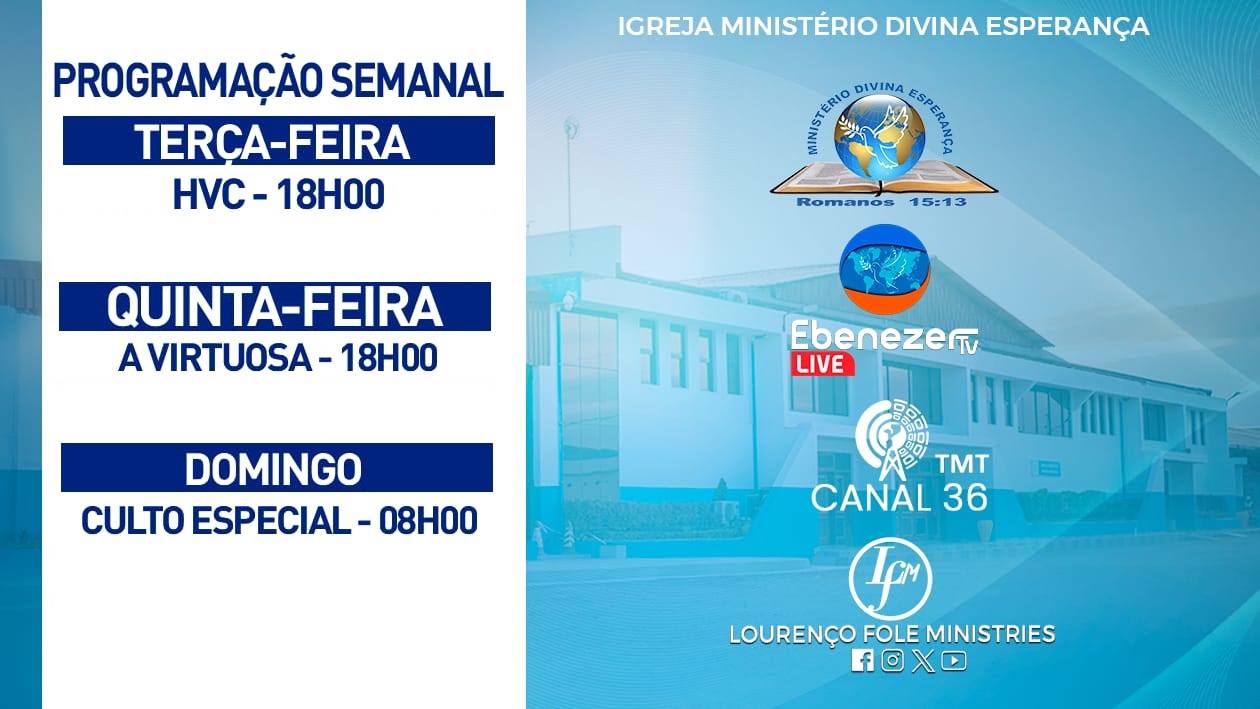 PROGRAMAÇÃO SEMANAL
TERÇA-FEIRA
HVC - 18H00
QUINTA-FEIRA
A VIRTUOSA - 18H00
DOMINGO
CULTO ESPECIAL - 08H00
IGREJA MINISTÉRIO DIVINA ESPERANÇA
MINISTÉRIO DIVINA ESPERANÇA
Romanos 15:13
Ebenezer TV
LIVE
TMT
CANAL 36
LFM
LOURENÇO FOLE MINISTRIES